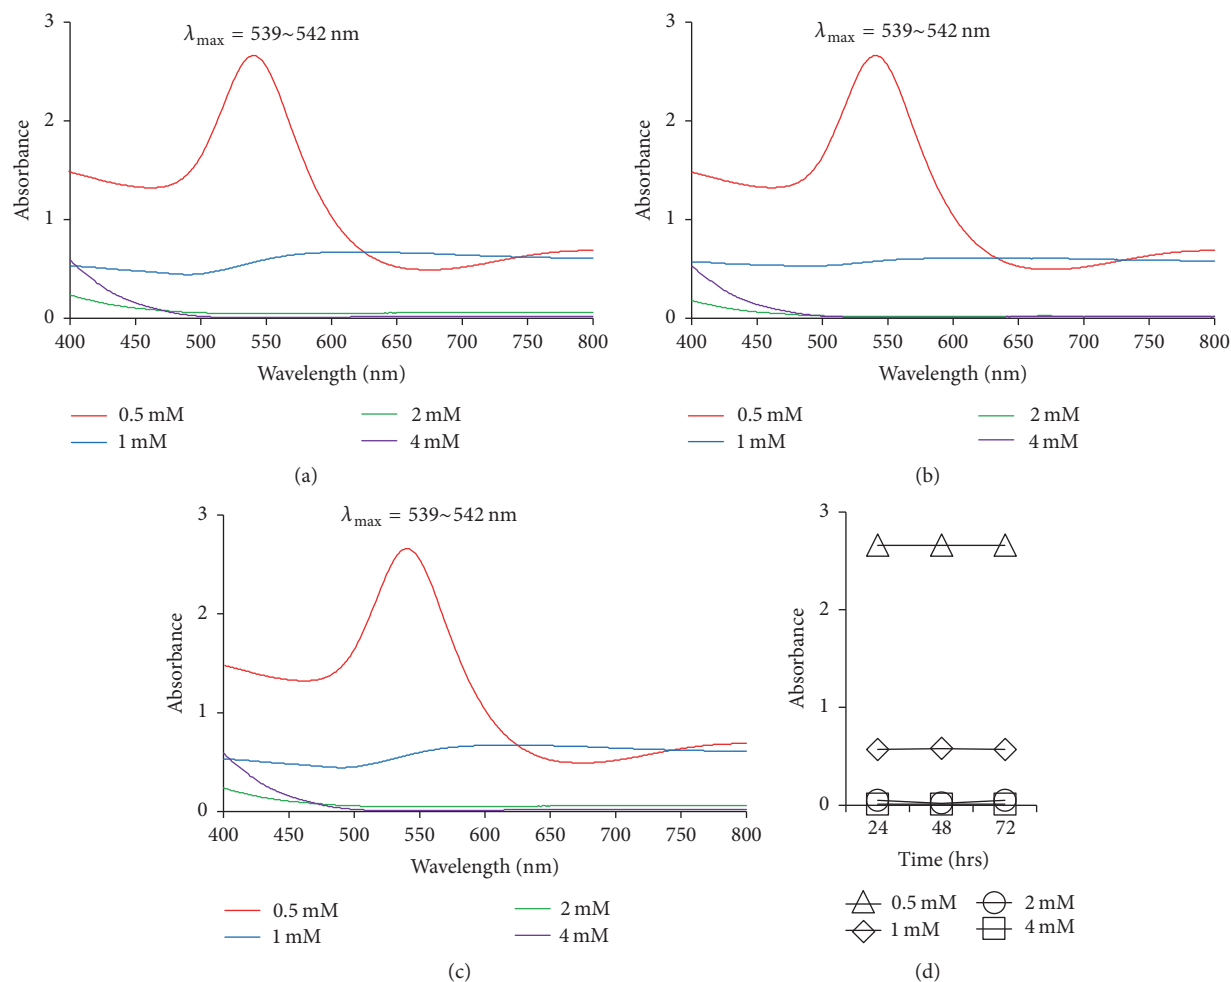 λmax = 539~542 nm
3
2
1
0
Absorbance
400 450 500 550 600 650 700 750 800
Wavelength (nm)
0.5 mM
1 mM
2 mM
4 mM
(a)
λmax = 539~542 nm
3
2
1
0
Absorbance
400 450 500 550 600 650 700 750 800
Wavelength (nm)
0.5 mM
1 mM
2 mM
4 mM
(b)
λmax = 539~542 nm
3
2
1
0
Absorbance
400 450 500 550 600 650 700 750 800
Wavelength (nm)
0.5 mM
1 mM
2 mM
4 mM
(c)
3
2
1
0
Absorbance
24 48 72
Time (hrs)
0.5 mM
1 mM
2 mM
4 mM
(d)